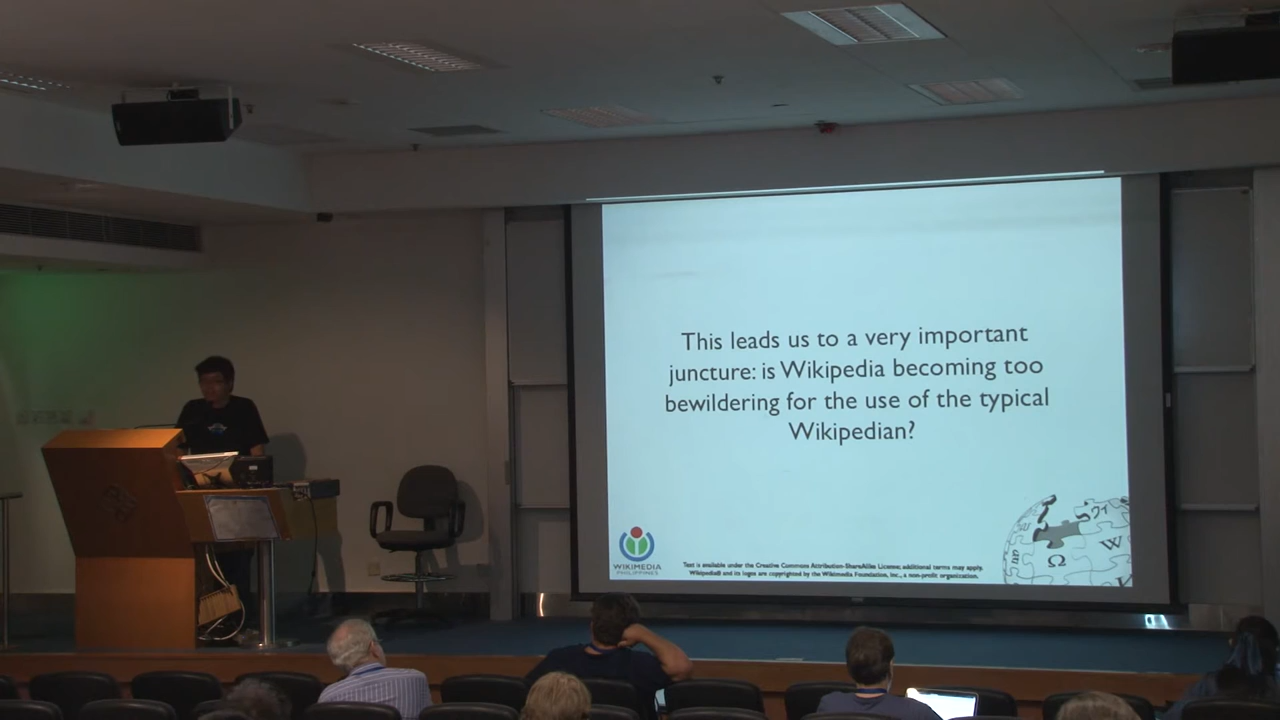 This leads us to a very important
juncture: is Wikipedia becoming too
bewildering for the use of the typical
Wikipedian?
WIKIMEDIA
PHILIPPINES
Text is available under the Creative Commons Attribution-ShareAlike License; additional terms may apply.
Wikipedia® and its logos are copyrighted by the Wikimedia Foundation, Inc., a non-profit organization.
Ω
W